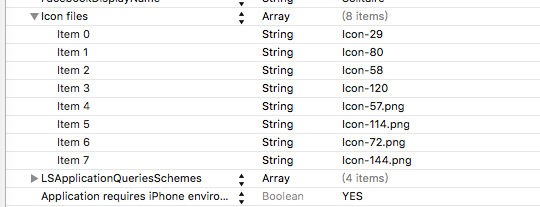 FacebookDisplayName String Solitaire
Icon files Array (8 items)
Item 0 String Icon-29
Item 1 String Icon-80
Item 2 String Icon-58
Item 3 String Icon-120
Item 4 String Icon-57.png
Item 5 String Icon-114.png
Item 6 String Icon-72.png
Item 7 String Icon-144.png
LSApplicationQueriesSchemes Array (4 items)
Application requires iPhone enviro... Boolean YES